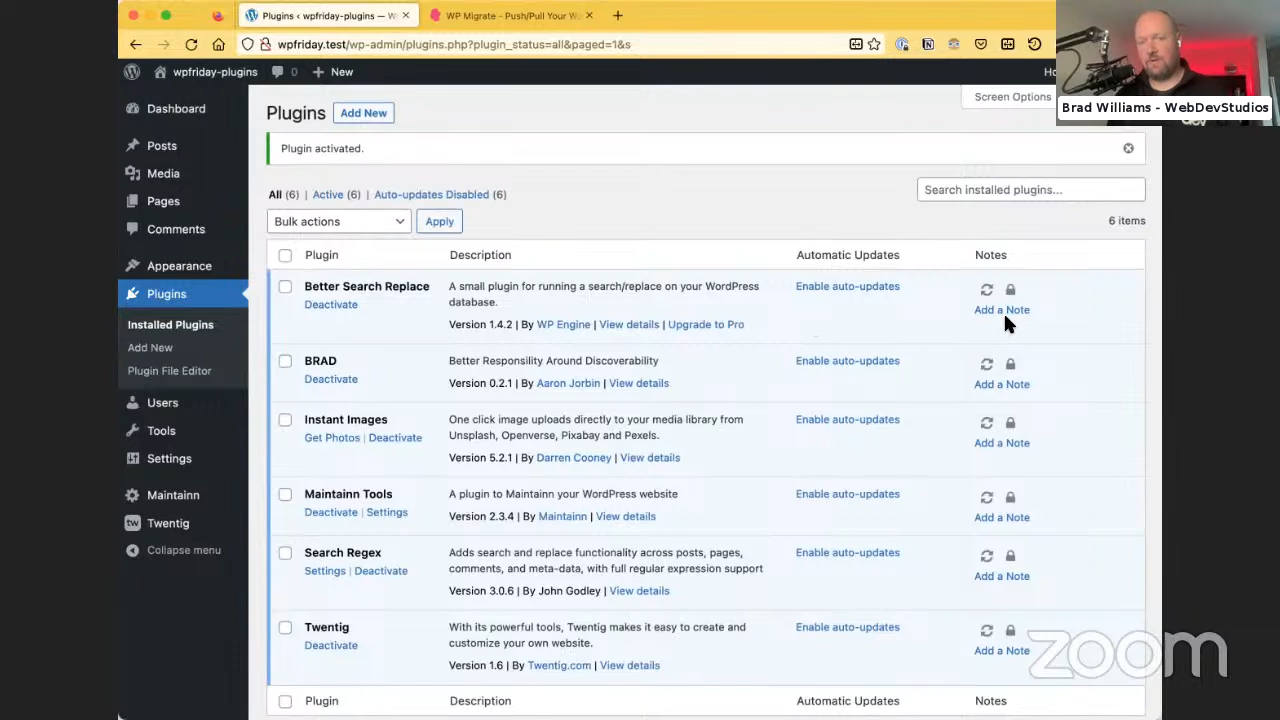 Plugins ‹ wpfriday-plugins — W
WP Migrate - Push/Pull Your W
wpfriday.test/wp-admin/plugins.php?plugin_status=all&paged=1&s
wpfriday-plugins
0
New
Brad Williams - WebDevStudios
Dashboard
Posts
Media
Pages
Comments
Appearance
Plugins
Installed Plugins
Add New
Plugin File Editor
Users
Tools
Settings
Maintainn
tw Twentig
Collapse menu
Screen Options
Plugins Add New
Plugin activated.
All (6) | Active (6) | Auto-updates Disabled (6)
Search installed plugins...
Bulk actions Apply
6 items
Plugin Description Automatic Updates Notes
Better Search Replace
Deactivate
A small plugin for running a search/replace on your WordPress
database.
Version 1.4.2 | By WP Engine | View details | Upgrade to Pro
Enable auto-updates
Add a Note
BRAD
Deactivate
Better Responsility Around Discoverability
Version 0.2.1 | By Aaron Jorbin | View details
Enable auto-updates
Add a Note
Instant Images
Get Photos | Deactivate
One click image uploads directly to your media library from
Unsplash, Openverse, Pixabay and Pexels.
Version 5.2.1 | By Darren Cooney | View details
Enable auto-updates
Add a Note
Maintainn Tools
Deactivate | Settings
A plugin to Maintainn your WordPress website
Version 2.3.4 | By Maintainn | View details
Enable auto-updates
Add a Note
Search Regex
Settings | Deactivate
Adds search and replace functionality across posts, pages,
comments, and meta-data, with full regular expression support
Version 3.0.6 | By John Godley | View details
Enable auto-updates
Add a Note
Twentig
Deactivate
With its powerful tools, Twentig makes it easy to create and
customize your own website.
Version 1.6 | By Twentig.com | View details
Enable auto-updates
Add a Note
Plugin Description Automatic Updates Notes
zoom